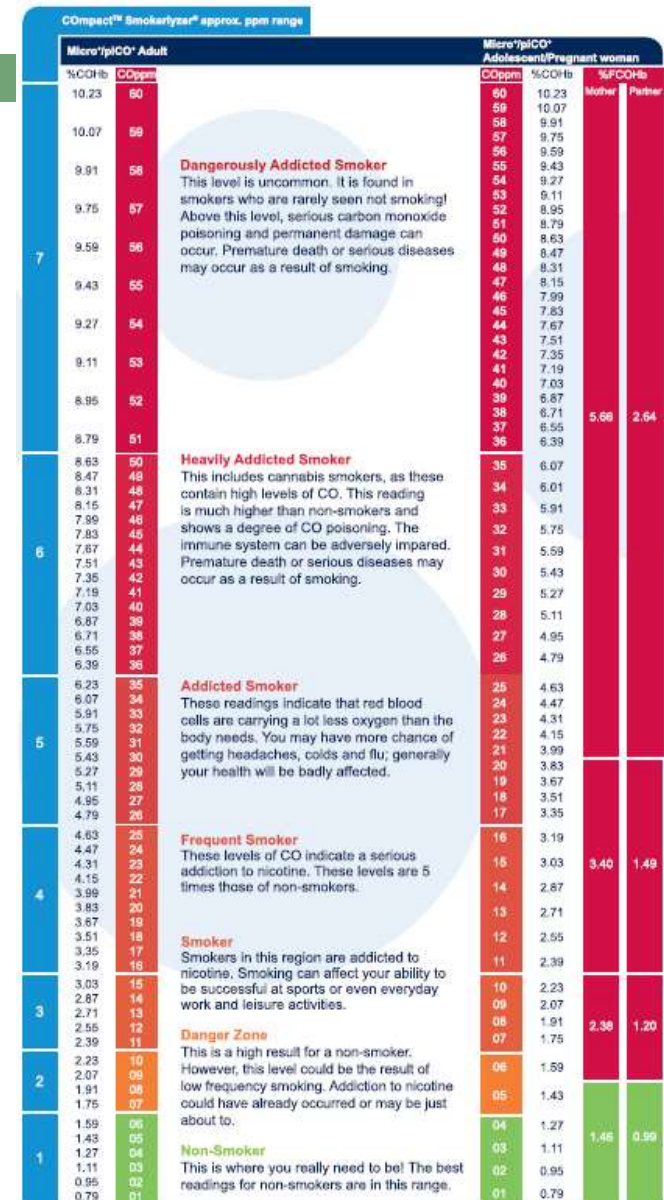 COmpact™ Smokerlyzer® approx. ppm range
Micro+/piCO+ Adult
%COHb COppm
7
10.23 60
10.07 59
9.91 58
9.75 57
9.59 56
9.43 55
9.27 54
9.11 53
8.95 52
8.79 51
6
8.63 50
8.47 49
8.31 48
8.15 47
7.99 46
7.83 45
7.67 44
7.51 43
7.35 42
7.19 41
7.03 40
6.87 39
6.71 38
6.55 37
6.39 36
5
6.23 35
6.07 34
5.91 33
5.75 32
5.59 31
5.43 30
5.27 29
5.11 28
4.95 27
4.79 26
4
4.63 25
4.47 24
4.31 23
4.15 22
3.99 21
3.83 20
3.67 19
3.51 18
3.35 17
3.19 16
3
3.03 15
2.87 14
2.71 13
2.55 12
2.39 11
2
2.23 10
2.07 09
1.91 08
1.75 07
1
1.59 06
1.43 05
1.27 04
1.11 03
0.95 02
0.79 01
Dangerously Addicted Smoker
This level is uncommon. It is found in
smokers who are rarely seen not smoking!
Above this level, serious carbon monoxide
poisoning and permanent damage can
occur. Premature death or serious diseases
may occur as a result of smoking.
Heavily Addicted Smoker
This includes cannabis smokers, as these
contain high levels of CO. This reading
is much higher than non-smokers and
shows a degree of CO poisoning. The
immune system can be adversely impared.
Premature death or serious diseases may
occur as a result of smoking.
Addicted Smoker
These readings indicate that red blood
cells are carrying a lot less oxygen than the
body needs. You may have more chance of
getting headaches, colds and flu; generally
your health will be badly affected.
Frequent Smoker
These levels of CO indicate a serious
addiction to nicotine. These levels are 5
times those of non-smokers.
Smoker
Smokers in this region are addicted to
nicotine. Smoking can affect your ability to
be successful at sports or even everyday
work and leisure activities.
Danger Zone
This is a high result for a non-smoker.
However, this level could be the result of
low frequency smoking. Addiction to nicotine
could have already occurred or may be just
about to.
Non-Smoker
This is where you really need to be! The best
readings for non-smokers are in this range.
Micro+/piCO+
Adolescent/Pregnant woman
COppm %COHb %FCOHb
Mother Partner
60 10.23
59 10.07
58 9.91
57 9.75
56 9.59
55 9.43
54 9.27
53 9.11
52 8.95
51 8.79
50 8.63
49 8.47
48 8.31
47 8.15
46 7.99
45 7.83
44 7.67
43 7.51
42 7.35
41 7.19
40 7.03
39 6.87
38 6.71
37 6.55
36 6.39
35 6.07
34 6.01
33 5.91
32 5.75
31 5.59
30 5.43
29 5.27
28 5.11
27 4.95
26 4.79
25 4.63
24 4.47
23 4.31
22 4.15
21 3.99
20 3.83
19 3.67
18 3.51
17 3.35
16 3.19
15 3.03
14 2.87
13 2.71
12 2.55
11 2.39
10 2.23
09 2.07
08 1.91
07 1.75
06 1.59
05 1.43
04 1.27
03 1.11
02 0.95
01 0.79
5.66 2.64
3.40 1.49
2.38 1.20
1.46 0.99